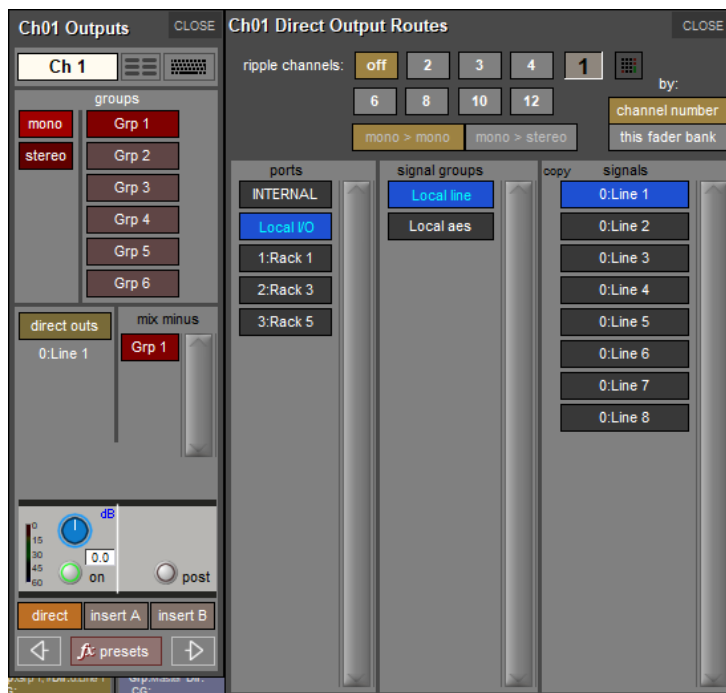 Ch01 Outputs CLOSE
Ch 1
groups
mono Grp 1
stereo Grp 2
Grp 3
Grp 4
Grp 5
Grp 6
direct outs mix minus
0:Line 1 Grp 1
dB
0
15
30 0.0
45
60 on post
direct insert A insert B
fx presets
Ch01 Direct Output Routes CLOSE
ripple channels: off 2 3 4 1
by:
6 8 10 12 channel number
mono > mono mono > stereo this fader bank
ports signal groups copy signals
INTERNAL Local line 0:Line 1
Local I/O Local aes 0:Line 2
1:Rack 1 0:Line 3
2:Rack 3 0:Line 4
3:Rack 5 0:Line 5
0:Line 6
0:Line 7
0:Line 8
CG: